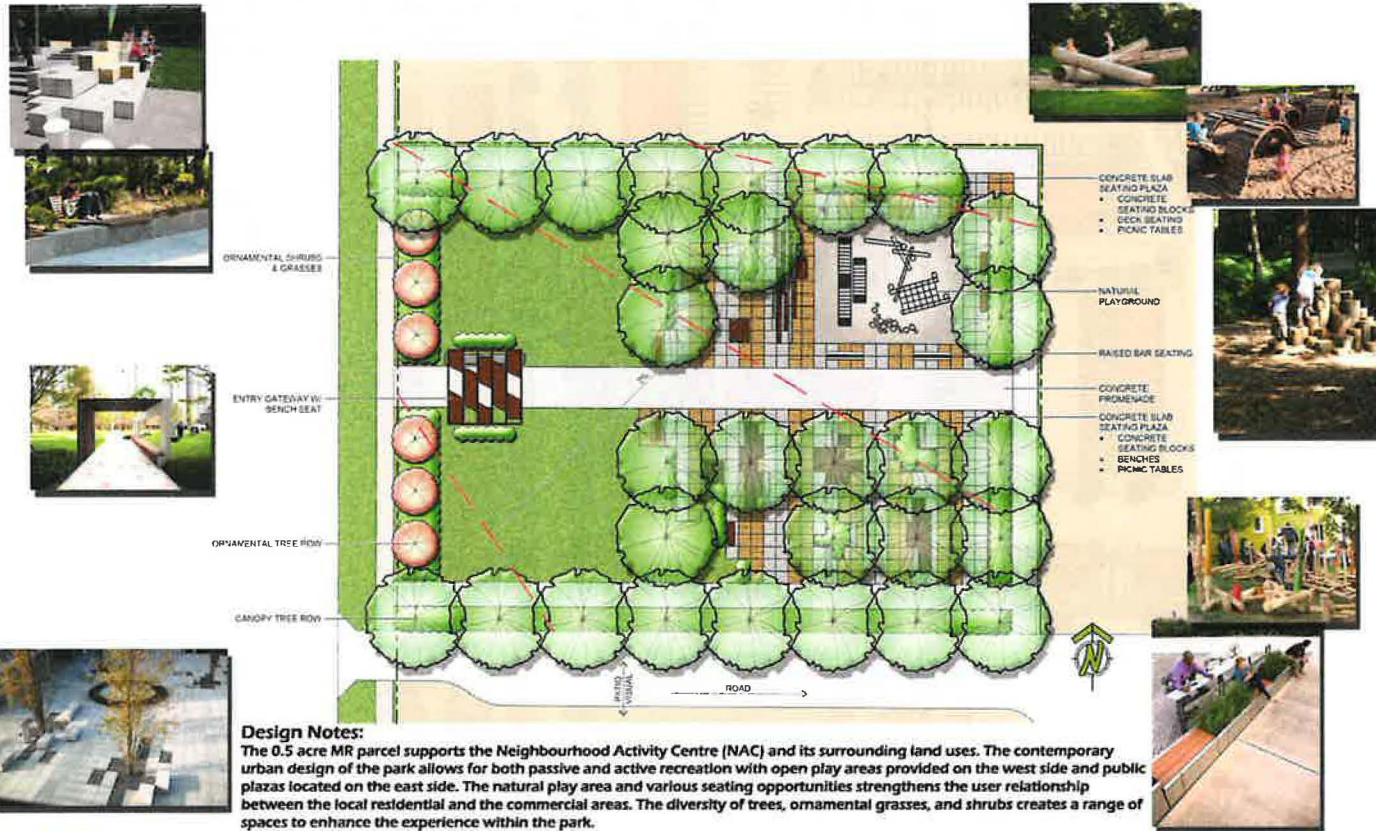 CONCRETE SLAB
SEATING PLAZA
• CONCRETE
SEATING BLOCKS
• DECK SEATING
• PICNIC TABLES
ORNAMENTAL SHRUBS
& GRASSES
NATURAL
PLAYGROUND
RAISED BAR SEATING
ENTRY GATEWAY W/
BENCH SEAT
CONCRETE
PROMENADE
CONCRETE SLAB
SEATING PLAZA
• CONCRETE
SEATING BLOCKS
• BENCHES
• PICNIC TABLES
ORNAMENTAL TREE ROW
CANOPY TREE ROW
N
PATIO
VISUAL
ROAD
Design Notes:
The 0.5 acre MR parcel supports the Neighbourhood Activity Centre (NAC) and its surrounding land uses. The contemporary
urban design of the park allows for both passive and active recreation with open play areas provided on the west side and public
plazas located on the east side. The natural play area and various seating opportunities strengthens the user relationship
between the local residential and the commercial areas. The diversity of trees, ornamental grasses, and shrubs creates a range of
spaces to enhance the experience within the park.